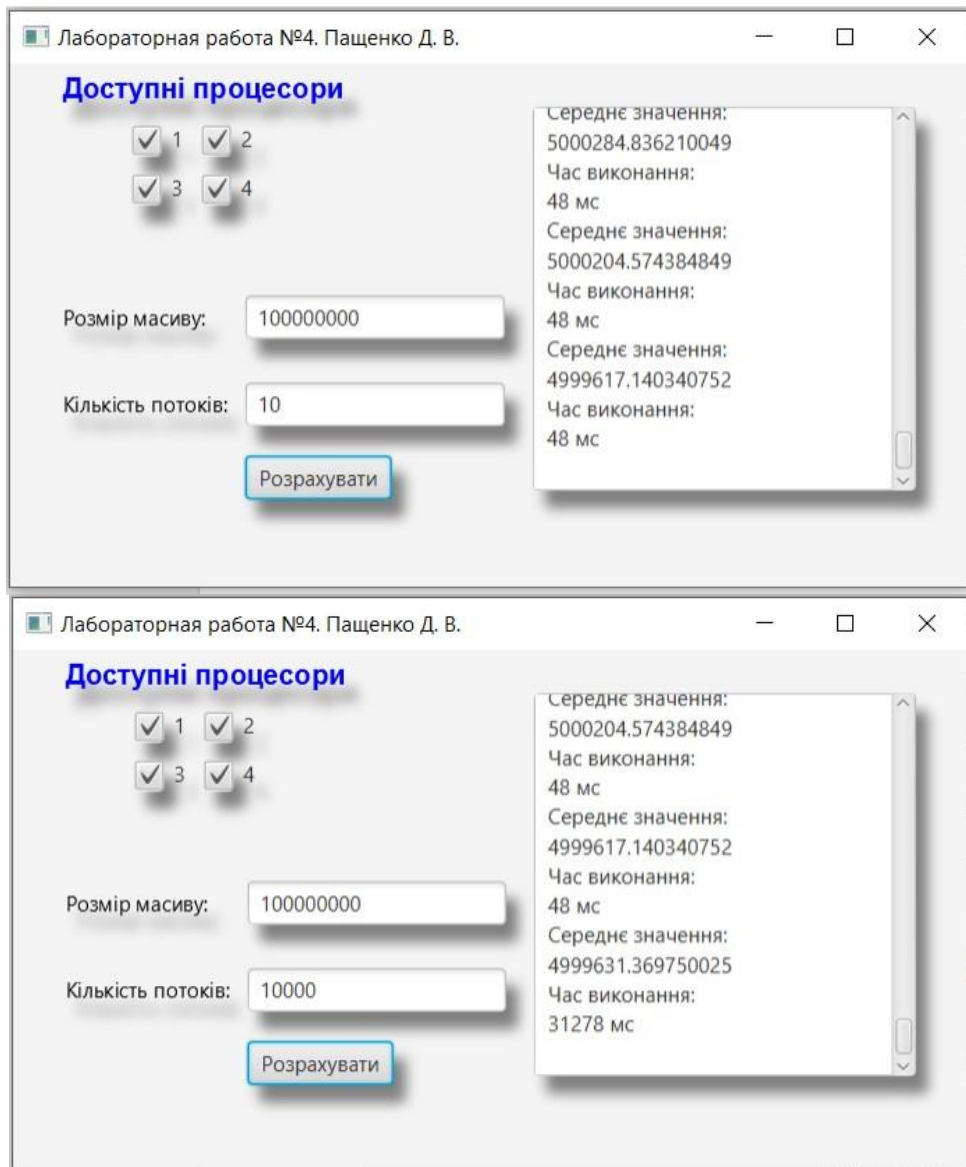 Лабораторная работа №4. Пащенко Д. В.
Доступні процесори
1 2
3 4
Розмір масиву: 100000000
Кількість потоків: 10
Розрахувати
Середнє значення:
5000284.836210049
Час виконання:
48 мс
Середнє значення:
5000204.574384849
Час виконання:
48 мс
Середнє значення:
4999617.140340752
Час виконання:
48 мс
Лабораторная работа №4. Пащенко Д. В.
Доступні процесори
1 2
3 4
Розмір масиву: 100000000
Кількість потоків: 10000
Розрахувати
Середнє значення:
5000204.574384849
Час виконання:
48 мс
Середнє значення:
4999617.140340752
Час виконання:
48 мс
Середнє значення:
4999631.369750025
Час виконання:
31278 мс